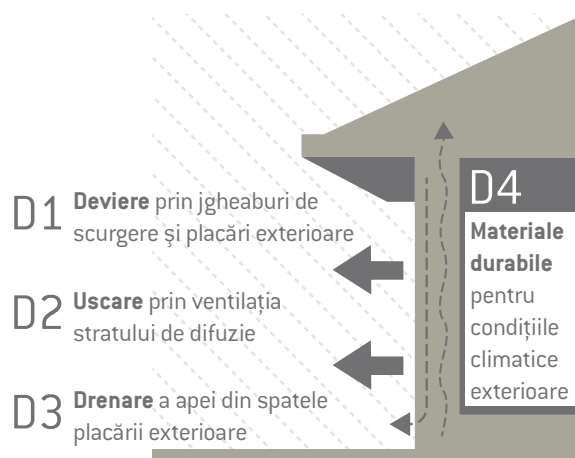 D1 Deviere prin jgheaburi de
scurgere şi placări exterioare
D2 Uscare prin ventilația
stratului de difuzie
D3 Drenare a apei din spatele
placării exterioare
D4
Materiale
durabile
pentru
condițiile
climatice
exterioare